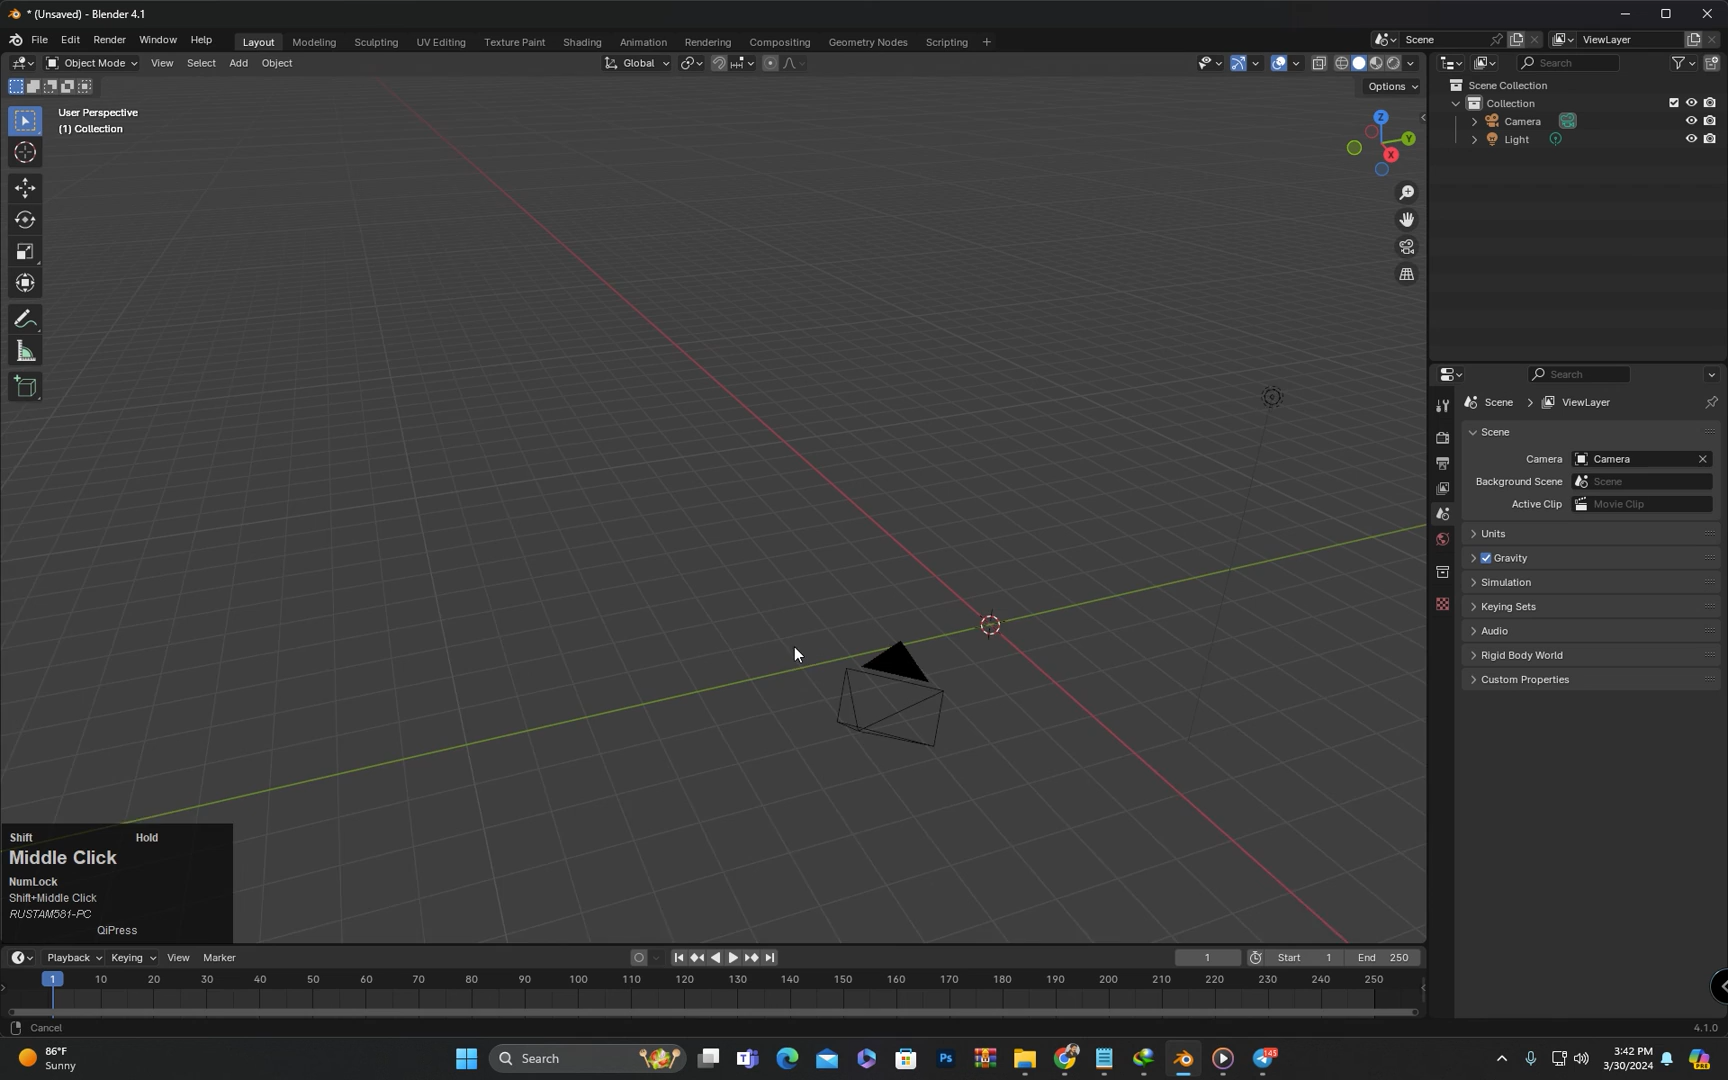 * (Unsaved) - Blender 4.1
File Edit Render Window Help Layout Modeling Sculpting UV Editing Texture Paint Shading Animation Rendering Compositing Geometry Nodes Scripting + Scene ViewLayer
Object Mode View Select Add Object Global Search
Options
User Perspective
(1) Collection
Z
Y
X
Scene Collection
Collection
Camera
Light
Search
Scene > ViewLayer
Scene
Camera Camera
Background Scene Scene
Active Clip Movie Clip
Units
Gravity
Simulation
Keying Sets
Audio
Rigid Body World
Custom Properties
Shift Hold
Middle Click
NumLock
Shift+Middle Click
RUSTAM581-PC
QiPress
Playback Keying View Marker 1 Start 1 End 250
1 10 20 30 40 50 60 70 80 90 100 110 120 130 140 150 160 170 180 190 200 210 220 230 240 250
Cancel 4.1.0
86°F
Sunny
Search
Ps
145
3:42 PM
3/30/2024
PRE